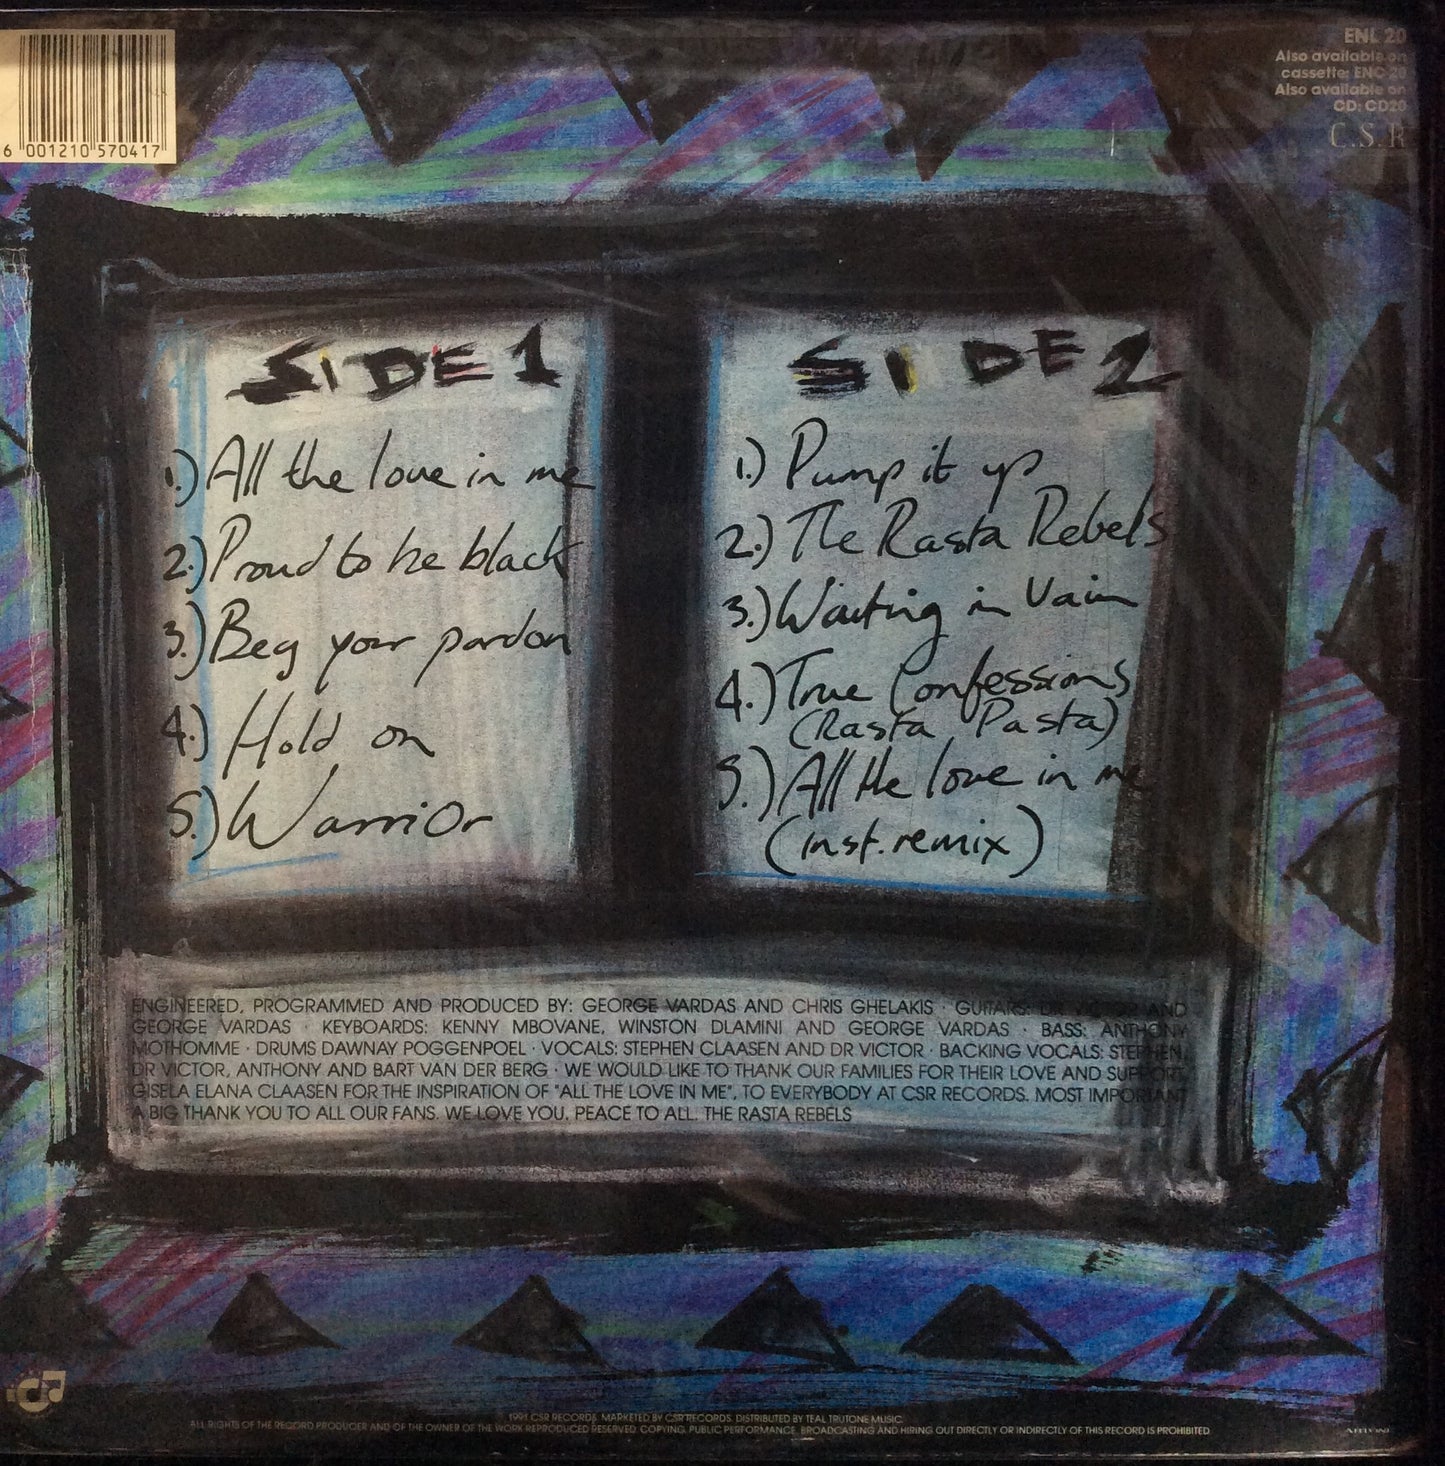 ENL 20
Also available on
cassette: ENC 20
Also available on
CD: CD20
C.S.R
6 001210 570417
SIDE 1
1.) All the love in me
2.) Proud to be black
3.) Beg your pardon
4.) Hold on
5.) Warrior
SIDE 2
1.) Pump it up
2.) The Rasta Rebels
3.) Waiting in Vain
4.) True Confessions
(Rasta Pasta)
5.) All the love in me
(inst. remix)
ENGINEERED, PROGRAMMED AND PRODUCED BY: GEORGE VARDAS AND CHRIS GHELAKIS · GUITARS: DR VICTOR AND
GEORGE VARDAS · KEYBOARDS: KENNY MBOVANE, WINSTON DLAMINI AND GEORGE VARDAS · BASS: ANTHONY
MOTHOMME · DRUMS DAWNAY POGGENPOEL · VOCALS: STEPHEN CLAASEN AND DR VICTOR · BACKING VOCALS: STEPHEN,
DR VICTOR, ANTHONY AND BART VAN DER BERG · WE WOULD LIKE TO THANK OUR FAMILIES FOR THEIR LOVE AND SUPPORT,
GISELA ELANA CLAASEN FOR THE INSPIRATION OF "ALL THE LOVE IN ME", TO EVERYBODY AT CSR RECORDS. MOST IMPORTANT
A BIG THANK YOU TO ALL OUR FANS. WE LOVE YOU. PEACE TO ALL. THE RASTA REBELS
1991 CSR RECORDS. MARKETED BY CSR RECORDS. DISTRIBUTED BY TEAL TRUTONE MUSIC.
ALL RIGHTS OF THE RECORD PRODUCER AND OF THE OWNER OF THE WORK REPRODUCED RESERVED. COPYING, PUBLIC PERFORMANCE, BROADCASTING AND HIRING OUT DIRECTLY OR INDIRECTLY OF THIS RECORD IS PROHIBITED.